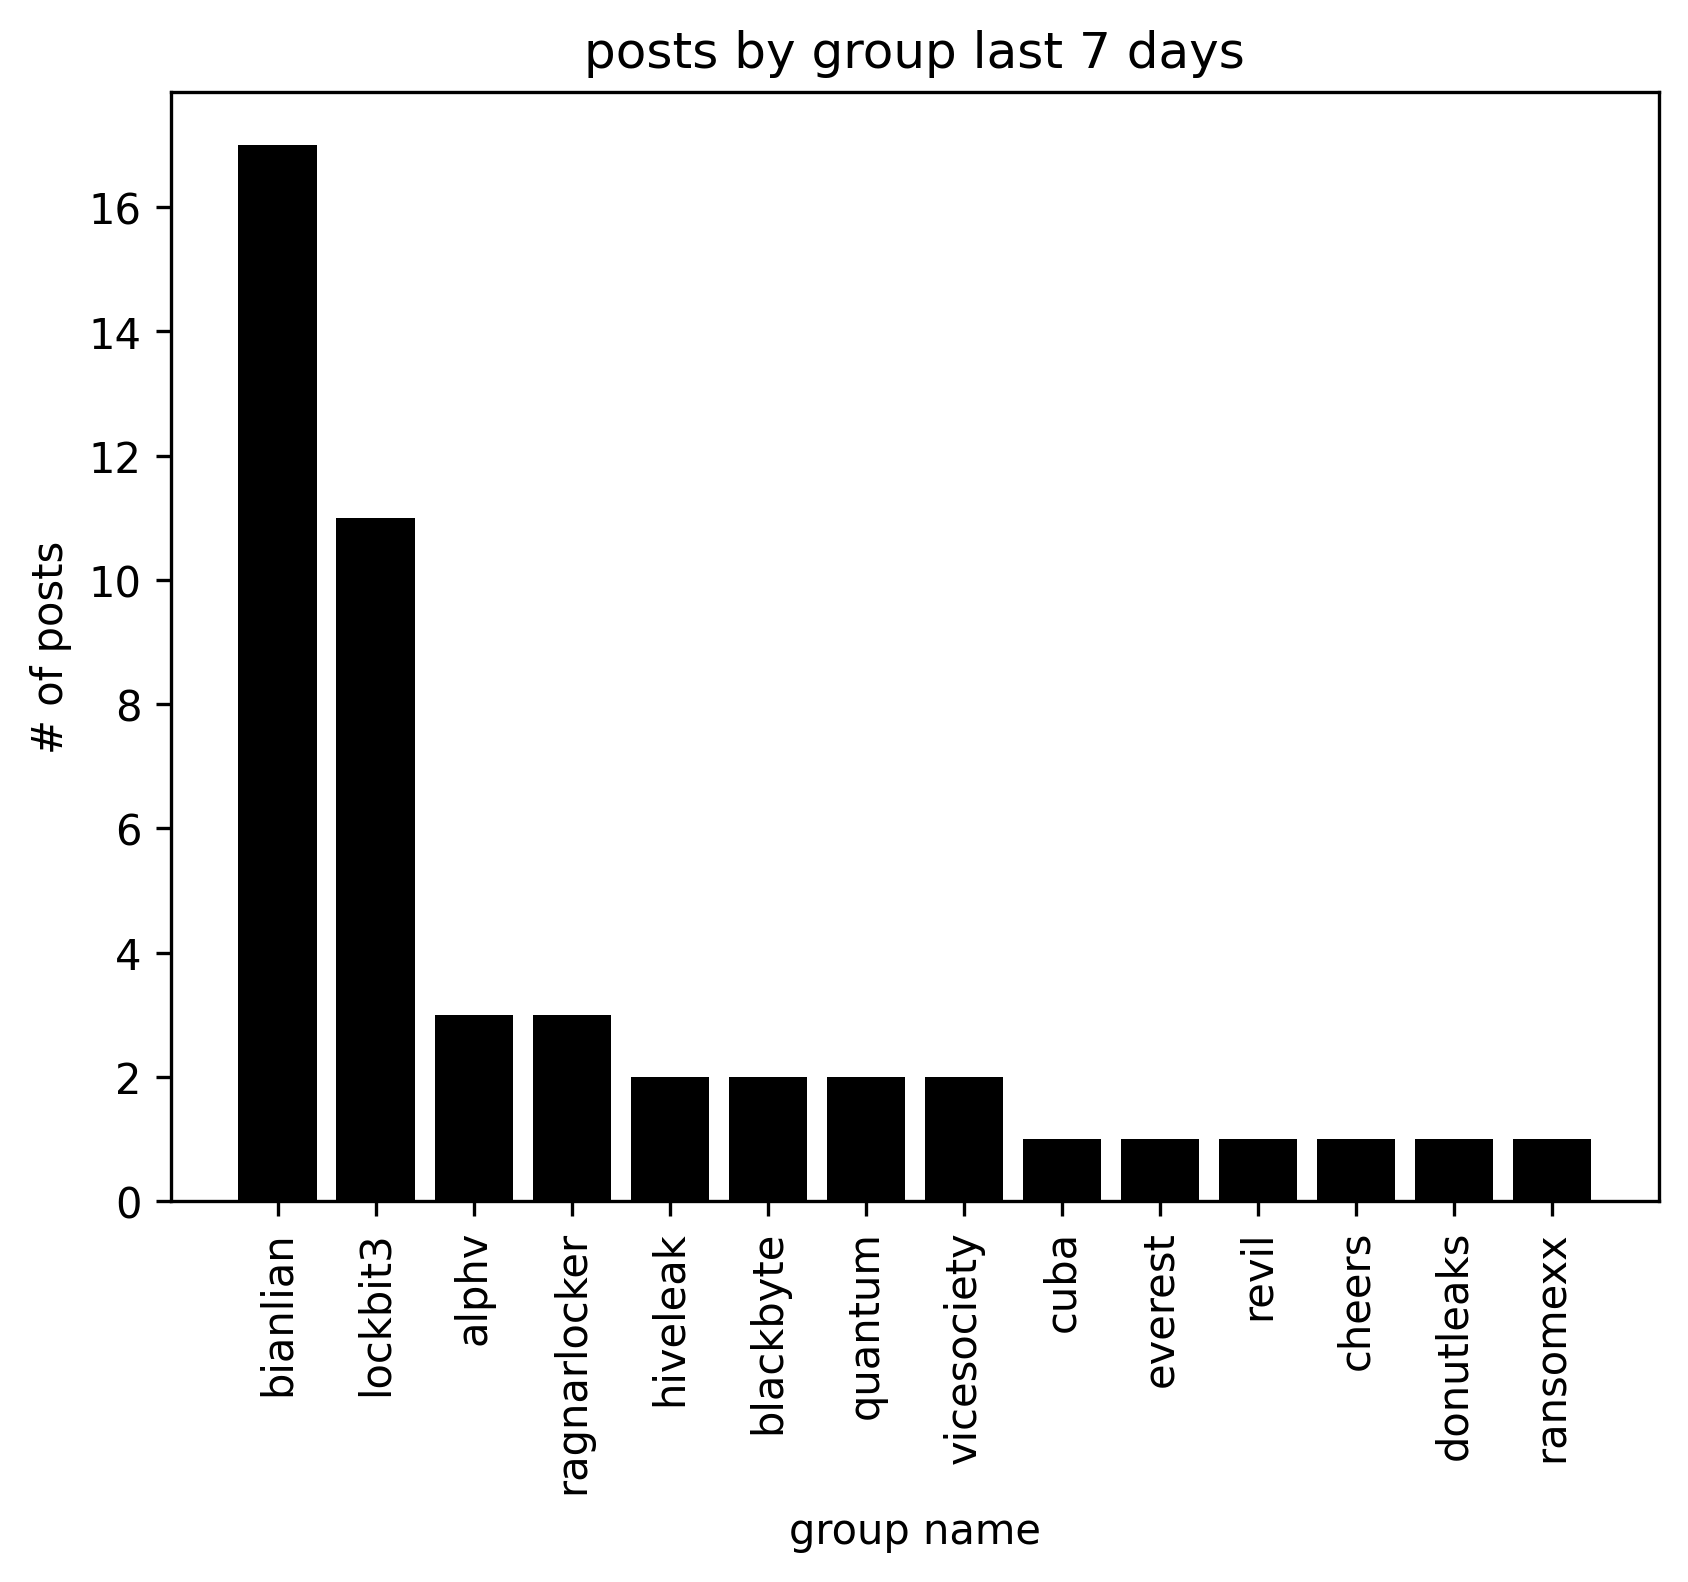 posts by group last 7 days
# of posts
16
14
12
10
8
6
4
2
0
bianlian
lockbit3
alphv
ragnarlocker
hiveleak
blackbyte
quantum
vicesociety
cuba
everest
revil
cheers
donutleaks
ransomexx
group name